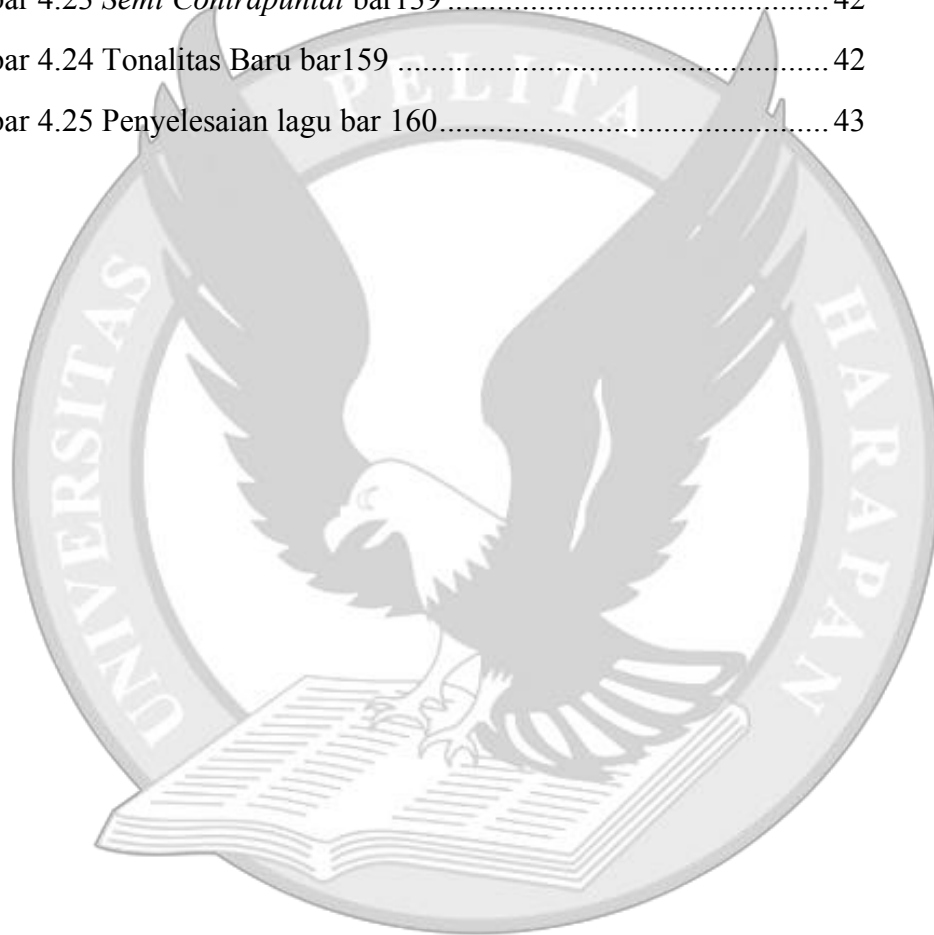 bar 4.23 Semi Contrapuntal bar139 ........................................ 42
bar 4.24 Tonalitas Baru bar159 ............................................. 42
bar 4.25 Penyelesaian lagu bar 160........................................ 43
UNIVERSITAS PELITA HARAPAN